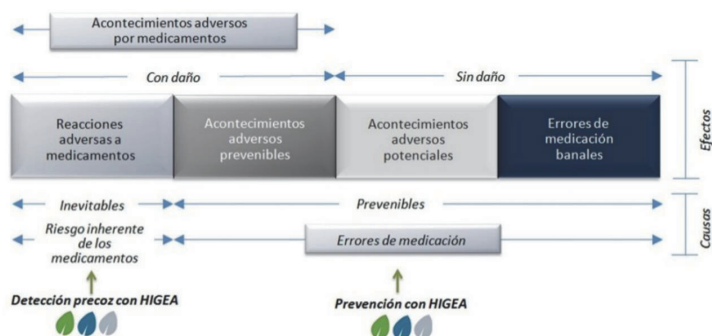 Acontecimientos adversos
por medicamentos
Con daño
Sin daño
Reacciones
adversas a
medicamentos
Acontecimientos
adversos
prevenibles
Acontecimientos
adversos
potenciales
Errores de
medicación
banales
Efectos
Inevitables
Prevenibles
Riesgo inherente
de los
medicamentos
Errores de medicación
Causas
Detección precoz con HIGEA
Prevención con HIGEA